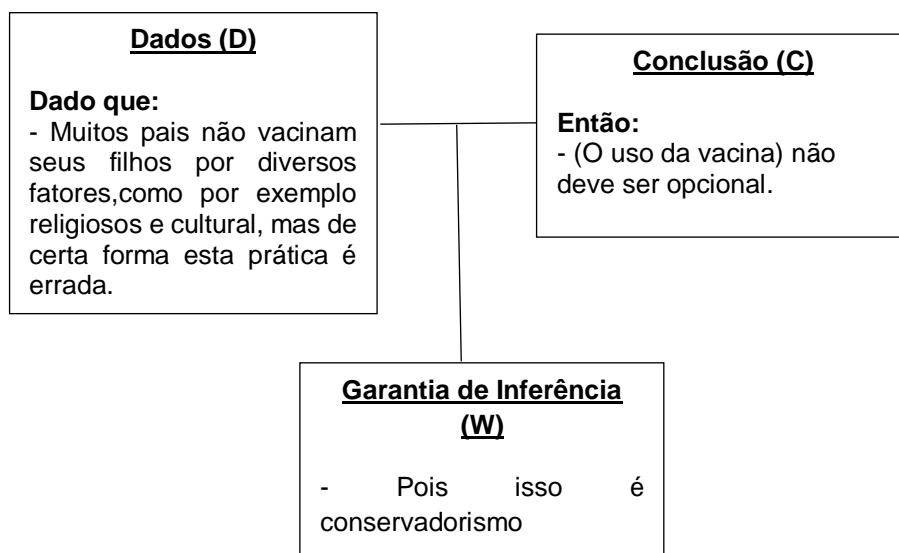 Dados (D)
Dado que:
- Muitos pais não vacinam
seus filhos por diversos
fatores,como por exemplo
religiosos e cultural, mas de
certa forma esta prática é
errada.
Conclusão (C)
Então:
- (O uso da vacina) não
deve ser opcional.
Garantia de Inferência
(W)
- Pois isso é
conservadorismo